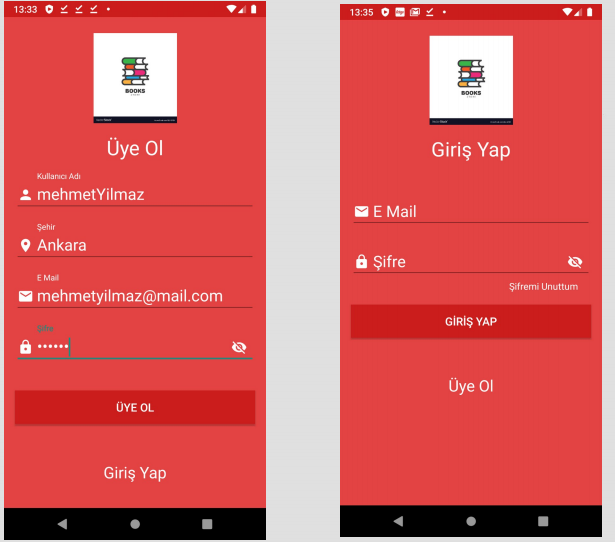 13:33
BOOKS
Üye Ol
Kullanıcı Adı
mehmetYilmaz
Şehir
Ankara
E Mail
mehmetyilmaz@mail.com
Şifre
••••••
ÜYE OL
Giriş Yap
13:35
BOOKS
Giriş Yap
E Mail
Şifre
Şifremi Unuttum
GİRİŞ YAP
Üye Ol